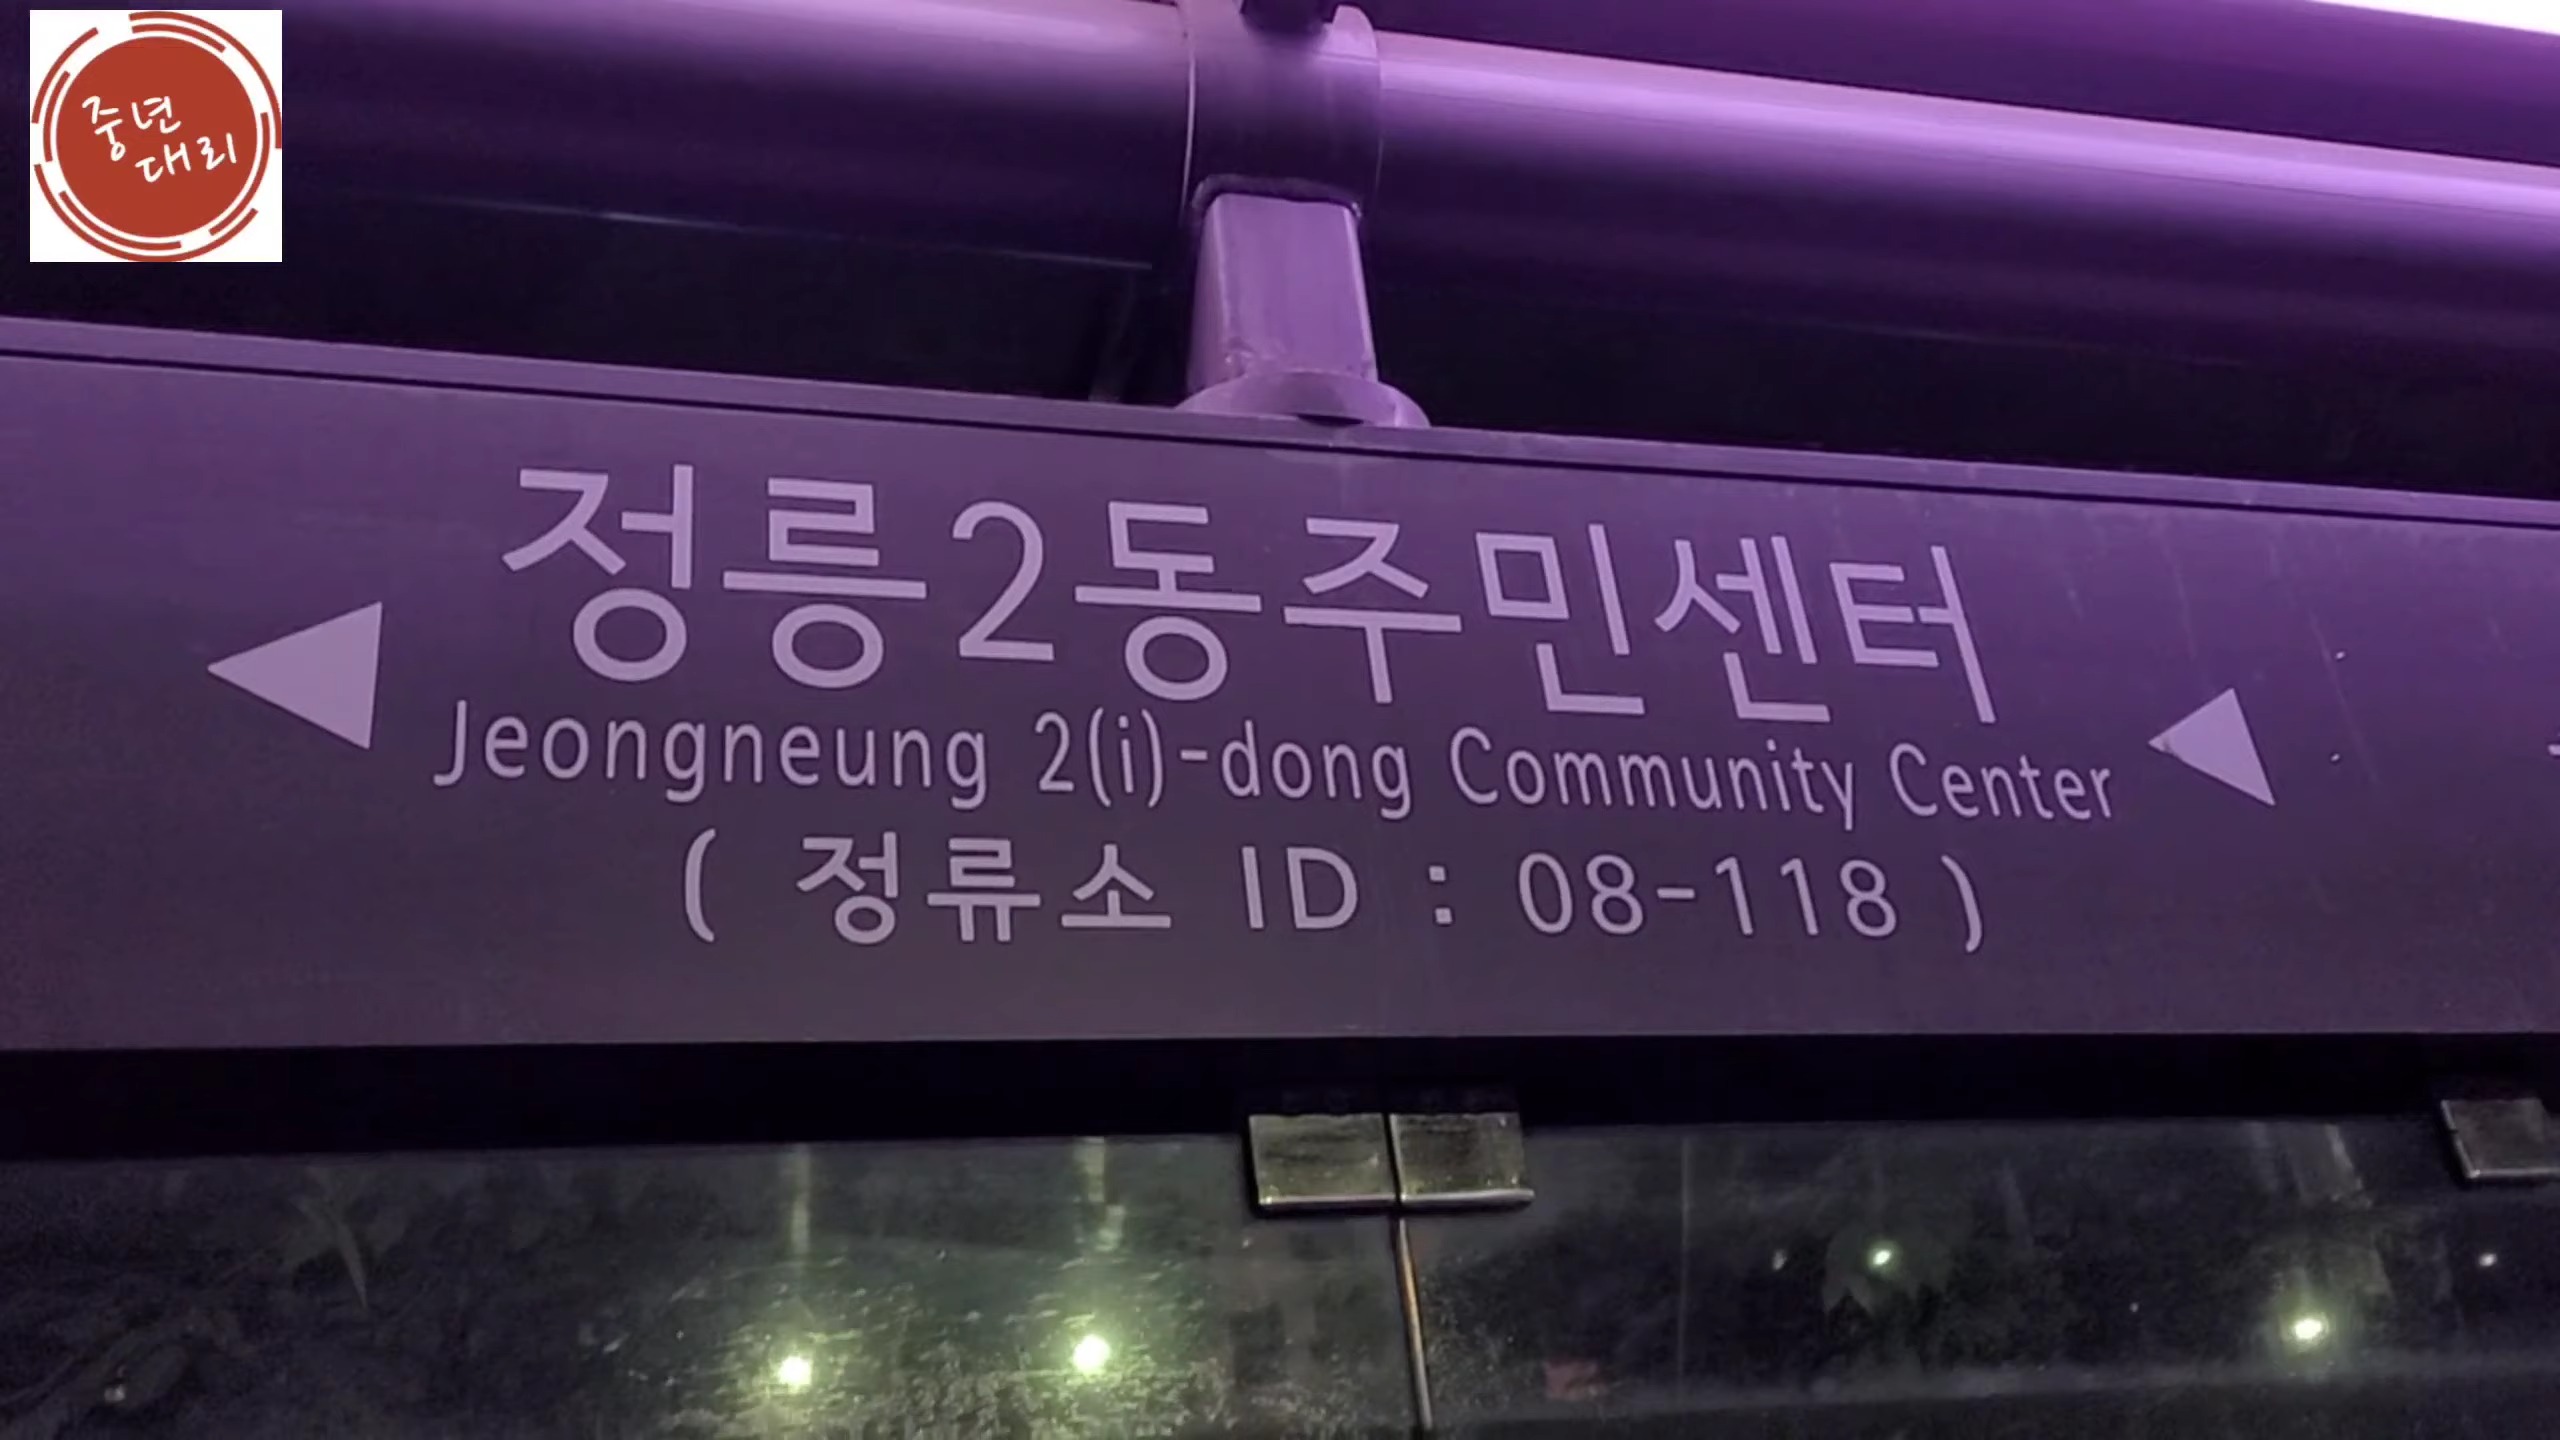 중년
대리
정릉2동주민센터
Jeongneung 2(i)-dong Community Center
( 정류소 ID : 08-118 )